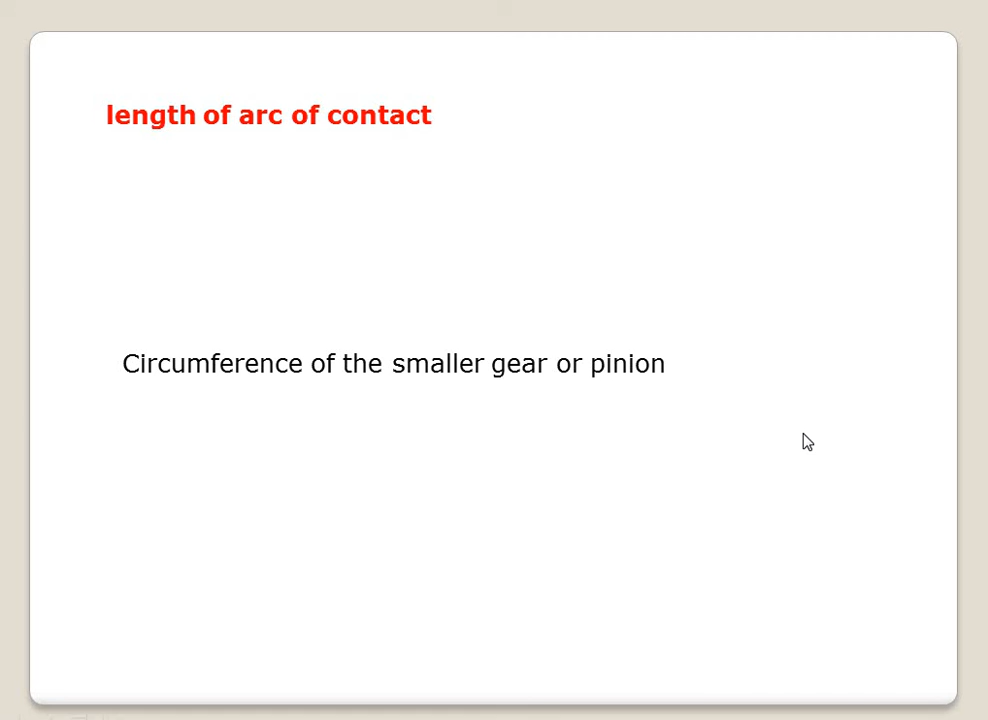 length of arc of contact
Circumference of the smaller gear or pinion